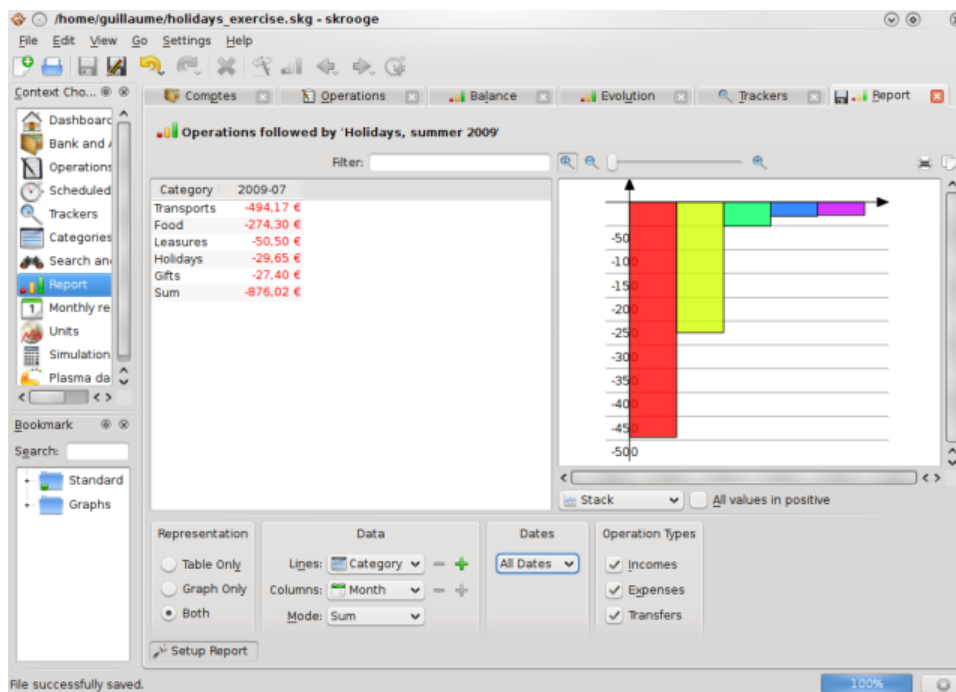 /home/guillaume/holidays_exercise.skg - skrooge
File Edit View Go Settings Help
Context Cho...
Comptes
Operations
Balance
Evolution
Trackers
Report
Dashboard
Bank and A
Operations
Scheduled
Trackers
Categories
Search and
Report
Monthly re
Units
Simulation
Plasma da
Operations followed by 'Holidays, summer 2009'
Filter:
Category 2009-07
Transports -494,17 €
Food -274,30 €
Leasures -50,50 €
Holidays -29,65 €
Gifts -27,40 €
Sum -876,02 €
-50
-100
-150
-200
-250
-300
-350
-400
-450
-500
Stack
All values in positive
Bookmark
Search:
Standard
Graphs
Representation
Table Only
Graph Only
Both
Data
Lines: Category
Columns: Month
Mode: Sum
Dates
All Dates
Operation Types
Incomes
Expenses
Transfers
Setup Report
File successfully saved.
100%